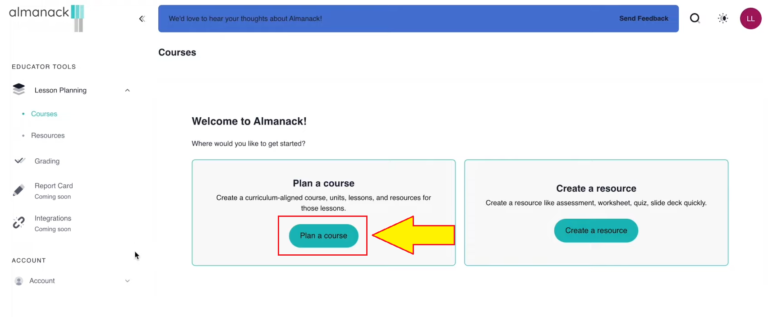 almanack
We'd love to hear your thoughts about Almanack!
Send Feedback
LL
Courses
EDUCATOR TOOLS
Lesson Planning
Courses
Resources
Grading
Report Card
Coming soon
Integrations
Coming soon
ACCOUNT
Account
Welcome to Almanack!
Where would you like to get started?
Plan a course
Create a curriculum-aligned course, units, lessons, and resources for
those lessons.
Plan a course
Create a resource
Create a resource like assessment, worksheet, quiz, slide deck quickly.
Create a resource